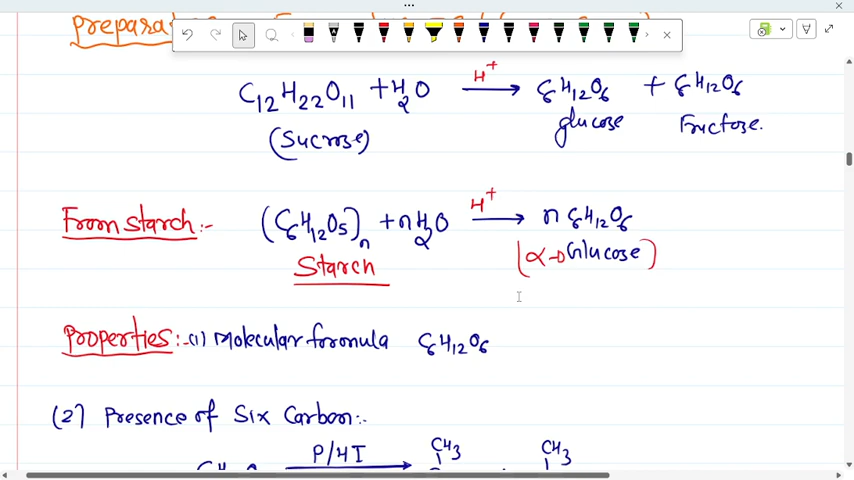 C12H22O11 + H2O —H+→ C6H12O6 + C6H12O6
(Sucrose) glucose Fructose.
From starch :- (C6H12O5)n + nH2O —H+→ n C6H12O6
Starch (α-D Glucose)
Properties :- (1) Molecular formula C6H12O6
(2) Presence of Six Carbon:-
P/HI CH3 CH3